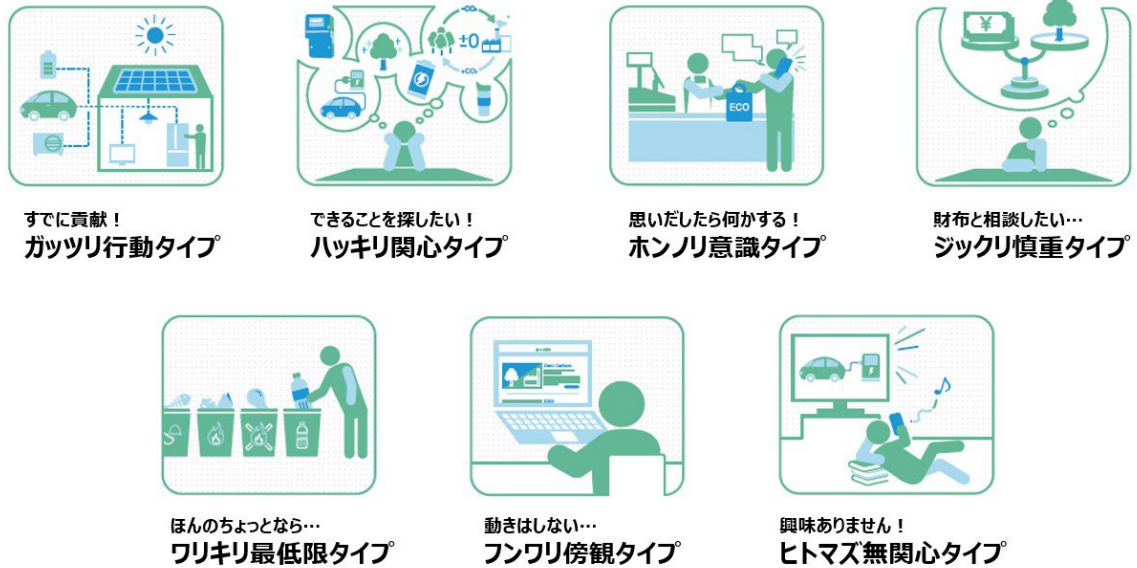 ±0
CO₂
+CO₂
ECO
¥
すでに貢献！
ガッツリ行動タイプ
できることを探したい！
ハッキリ関心タイプ
思いだしたら何かする！
ホンノリ意識タイプ
財布と相談したい…
ジックリ慎重タイプ
Zero Carbon
ほんのちょっとなら…
ワリキリ最低限タイプ
動きはしない…
フンワリ傍観タイプ
興味ありません！
ヒトマズ無関心タイプ